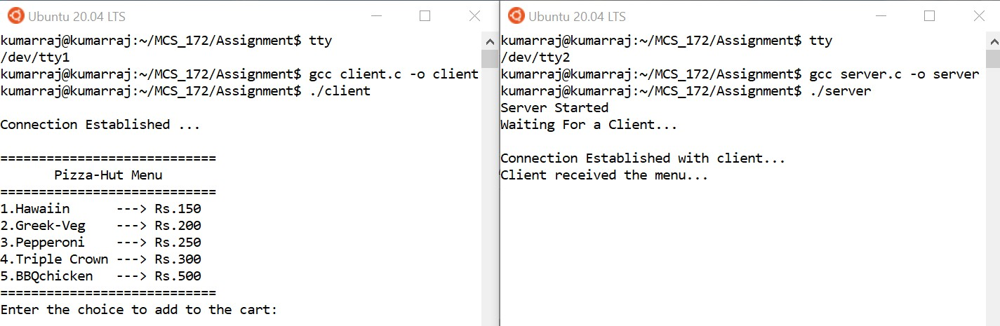 Ubuntu 20.04 LTS
kumarraj@kumarraj:~/MCS_172/Assignment$ tty
/dev/tty1
kumarraj@kumarraj:~/MCS_172/Assignment$ gcc client.c -o client
kumarraj@kumarraj:~/MCS_172/Assignment$ ./client
Connection Established ...
============================
Pizza-Hut Menu
============================
1.Hawaiin      ---> Rs.150
2.Greek-Veg    ---> Rs.200
3.Pepperoni    ---> Rs.250
4.Triple Crown ---> Rs.300
5.BBQchicken   ---> Rs.500
============================
Enter the choice to add to the cart:
Ubuntu 20.04 LTS
kumarraj@kumarraj:~/MCS_172/Assignment$ tty
/dev/tty2
kumarraj@kumarraj:~/MCS_172/Assignment$ gcc server.c -o server
kumarraj@kumarraj:~/MCS_172/Assignment$ ./server
Server Started
Waiting For a Client...
Connection Established with client...
Client received the menu...